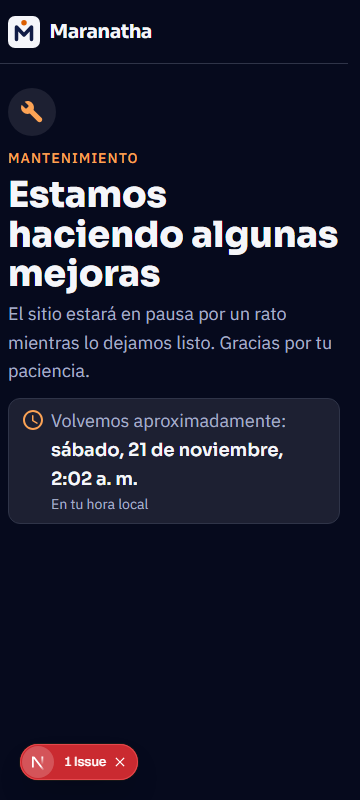 Maranatha
MANTENIMIENTO
Estamos
haciendo algunas
mejoras
El sitio estará en pausa por un rato
mientras lo dejamos listo. Gracias por tu
paciencia.
Volvemos aproximadamente:
sábado, 21 de noviembre,
2:02 a. m.
En tu hora local
N 1 Issue